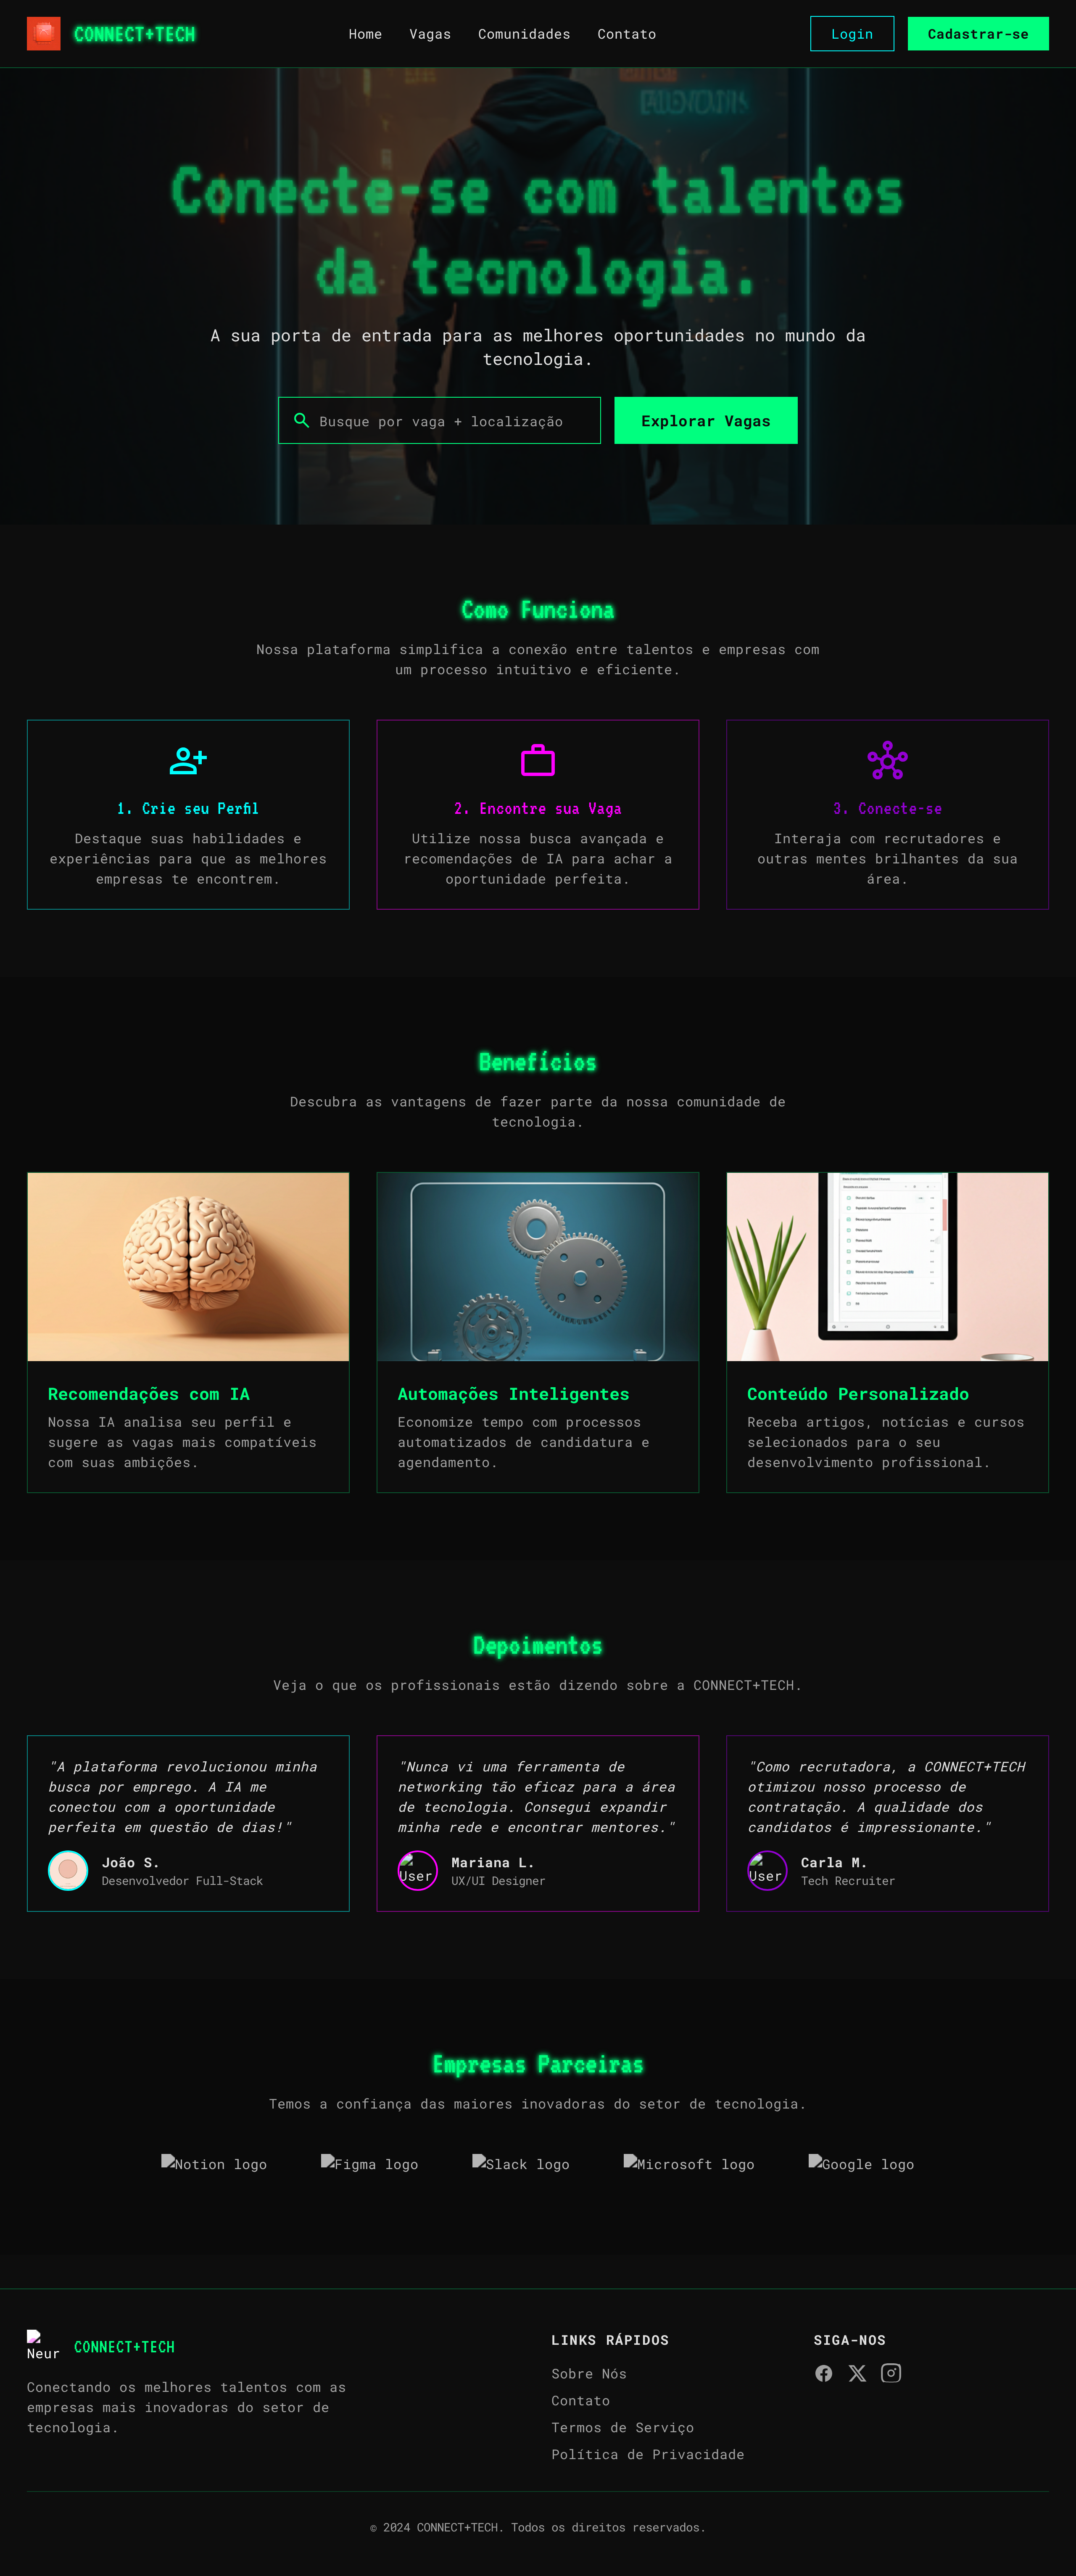 CONNECT+TECH
Home Vagas Comunidades Contato
Login Cadastrar-se
Conecte-se com talentos
da tecnologia.
A sua porta de entrada para as melhores oportunidades no mundo da
tecnologia.
Busque por vaga + localização
Explorar Vagas
Como Funciona
Nossa plataforma simplifica a conexão entre talentos e empresas com
um processo intuitivo e eficiente.
1. Crie seu Perfil
Destaque suas habilidades e
experiências para que as melhores
empresas te encontrem.
2. Encontre sua Vaga
Utilize nossa busca avançada e
recomendações de IA para achar a
oportunidade perfeita.
3. Conecte-se
Interaja com recrutadores e
outras mentes brilhantes da sua
área.
Benefícios
Descubra as vantagens de fazer parte da nossa comunidade de
tecnologia.
Recomendações com IA
Nossa IA analisa seu perfil e
sugere as vagas mais compatíveis
com suas ambições.
Automações Inteligentes
Economize tempo com processos
automatizados de candidatura e
agendamento.
Conteúdo Personalizado
Receba artigos, notícias e cursos
selecionados para o seu
desenvolvimento profissional.
Depoimentos
Veja o que os profissionais estão dizendo sobre a CONNECT+TECH.
"A plataforma revolucionou minha
busca por emprego. A IA me
conectou com a oportunidade
perfeita em questão de dias!"
João S.
Desenvolvedor Full-Stack
"Nunca vi uma ferramenta de
networking tão eficaz para a área
de tecnologia. Consegui expandir
minha rede e encontrar mentores."
User
Mariana L.
UX/UI Designer
"Como recrutadora, a CONNECT+TECH
otimizou nosso processo de
contratação. A qualidade dos
candidatos é impressionante."
User
Carla M.
Tech Recruiter
Empresas Parceiras
Temos a confiança das maiores inovadoras do setor de tecnologia.
Notion logo
Figma logo
Slack logo
Microsoft logo
Google logo
Neur
CONNECT+TECH
Conectando os melhores talentos com as
empresas mais inovadoras do setor de
tecnologia.
LINKS RÁPIDOS
Sobre Nós
Contato
Termos de Serviço
Política de Privacidade
SIGA-NOS
© 2024 CONNECT+TECH. Todos os direitos reservados.